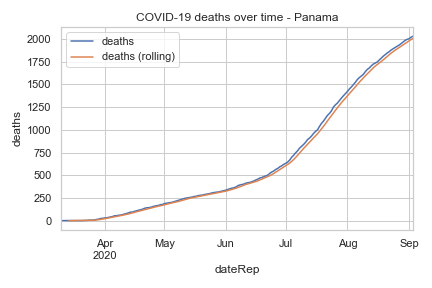 COVID-19 deaths over time - Panama
deaths
deaths (rolling)
deaths
2000
1750
1500
1250
1000
750
500
250
0
Apr
2020
May
Jun
Jul
Aug
Sep
dateRep